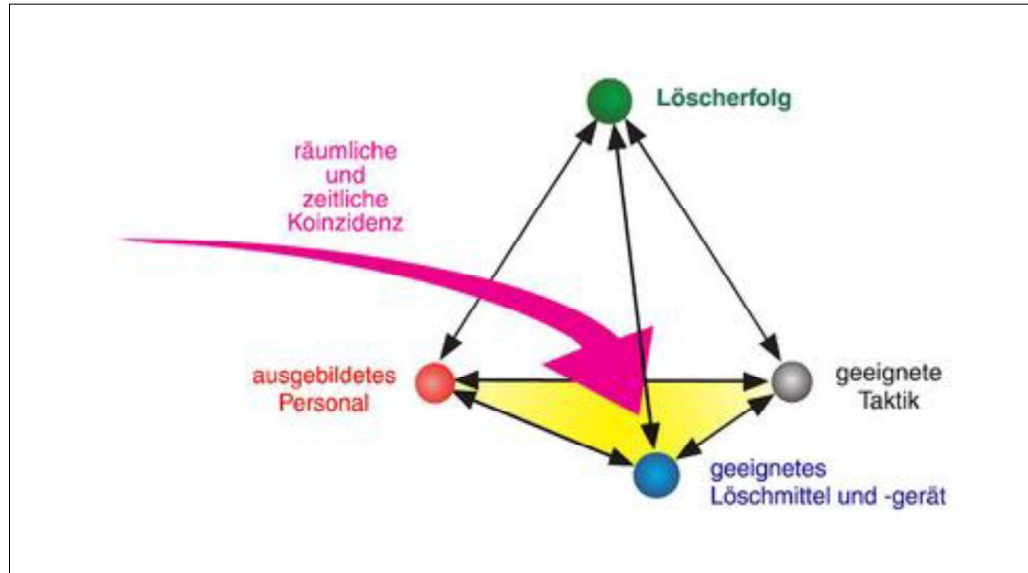 Löscherfolg
räumliche
und
zeitliche
Koinzidenz
ausgebildetes
Personal
geeignete
Taktik
geeignetes
Löschmittel und -gerät